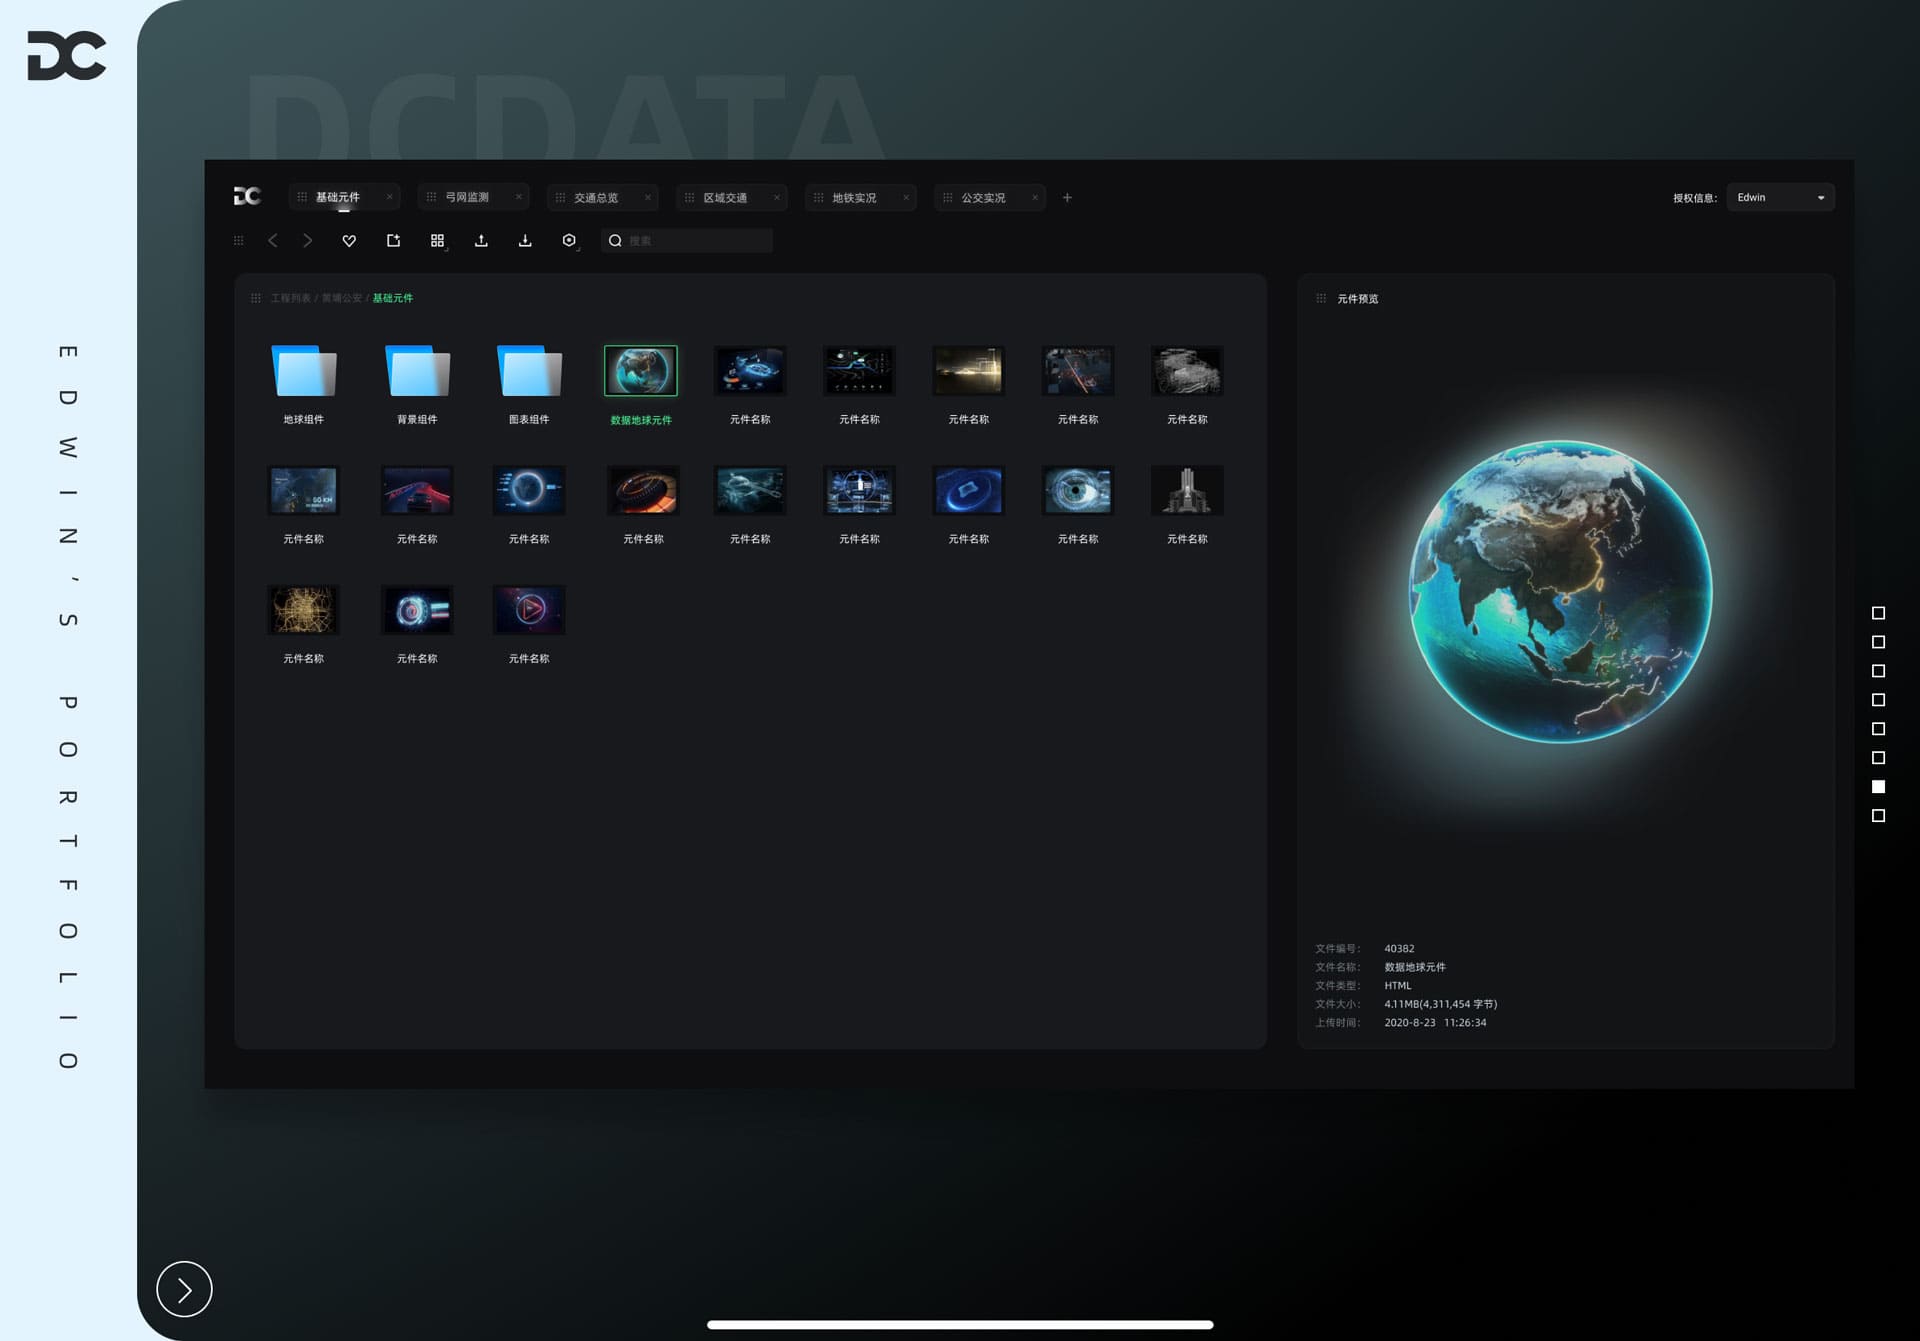 DC
EDWIN'S PORTFOLIO
DCDATA
DC
基础元件
弓网监测
交通总览
区域交通
地铁实况
公交实况
授权信息:
Edwin
搜索
工程列表 / 黄埔公安 / 基础元件
地球组件
背景组件
图表组件
数据地球元件
元件名称
元件名称
元件名称
元件名称
元件名称
60 KM
元件名称
元件名称
元件名称
元件名称
元件名称
元件名称
元件名称
元件名称
元件名称
元件名称
元件名称
元件名称
元件预览
文件编号: 40382
文件名称: 数据地球元件
文件类型: HTML
文件大小: 4.11MB(4,311,454 字节)
上传时间: 2020-8-23 11:26:34